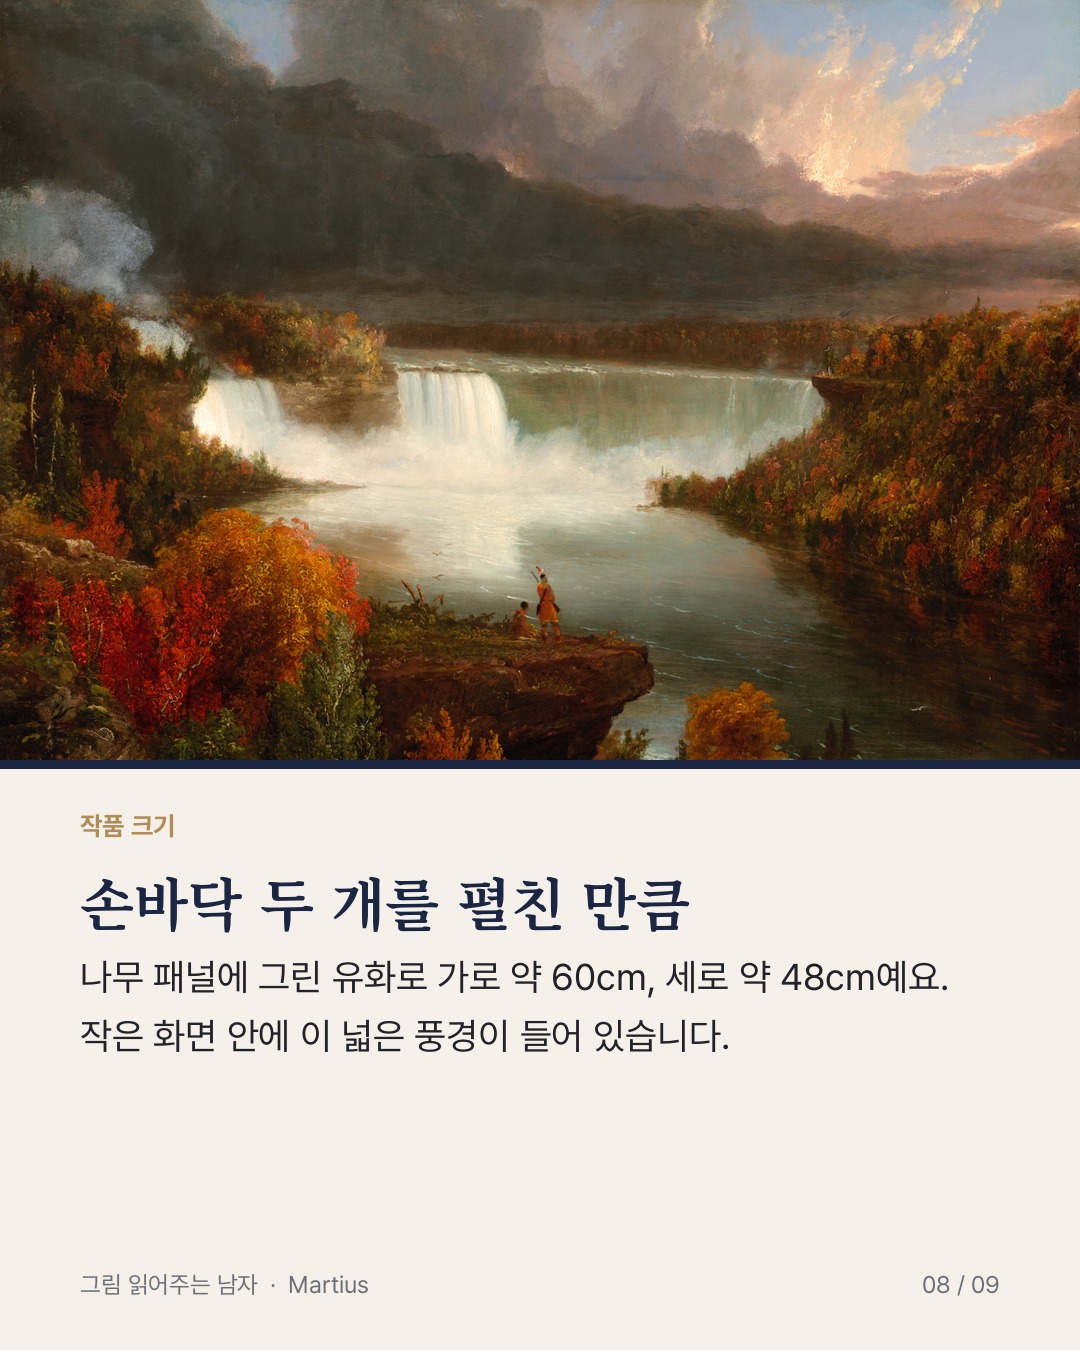 작품 크기
손바닥 두 개를 펼친 만큼
나무 패널에 그린 유화로 가로 약 60cm, 세로 약 48cm예요.
작은 화면 안에 이 넓은 풍경이 들어 있습니다.
그림 읽어주는 남자 · Martius
08 / 09